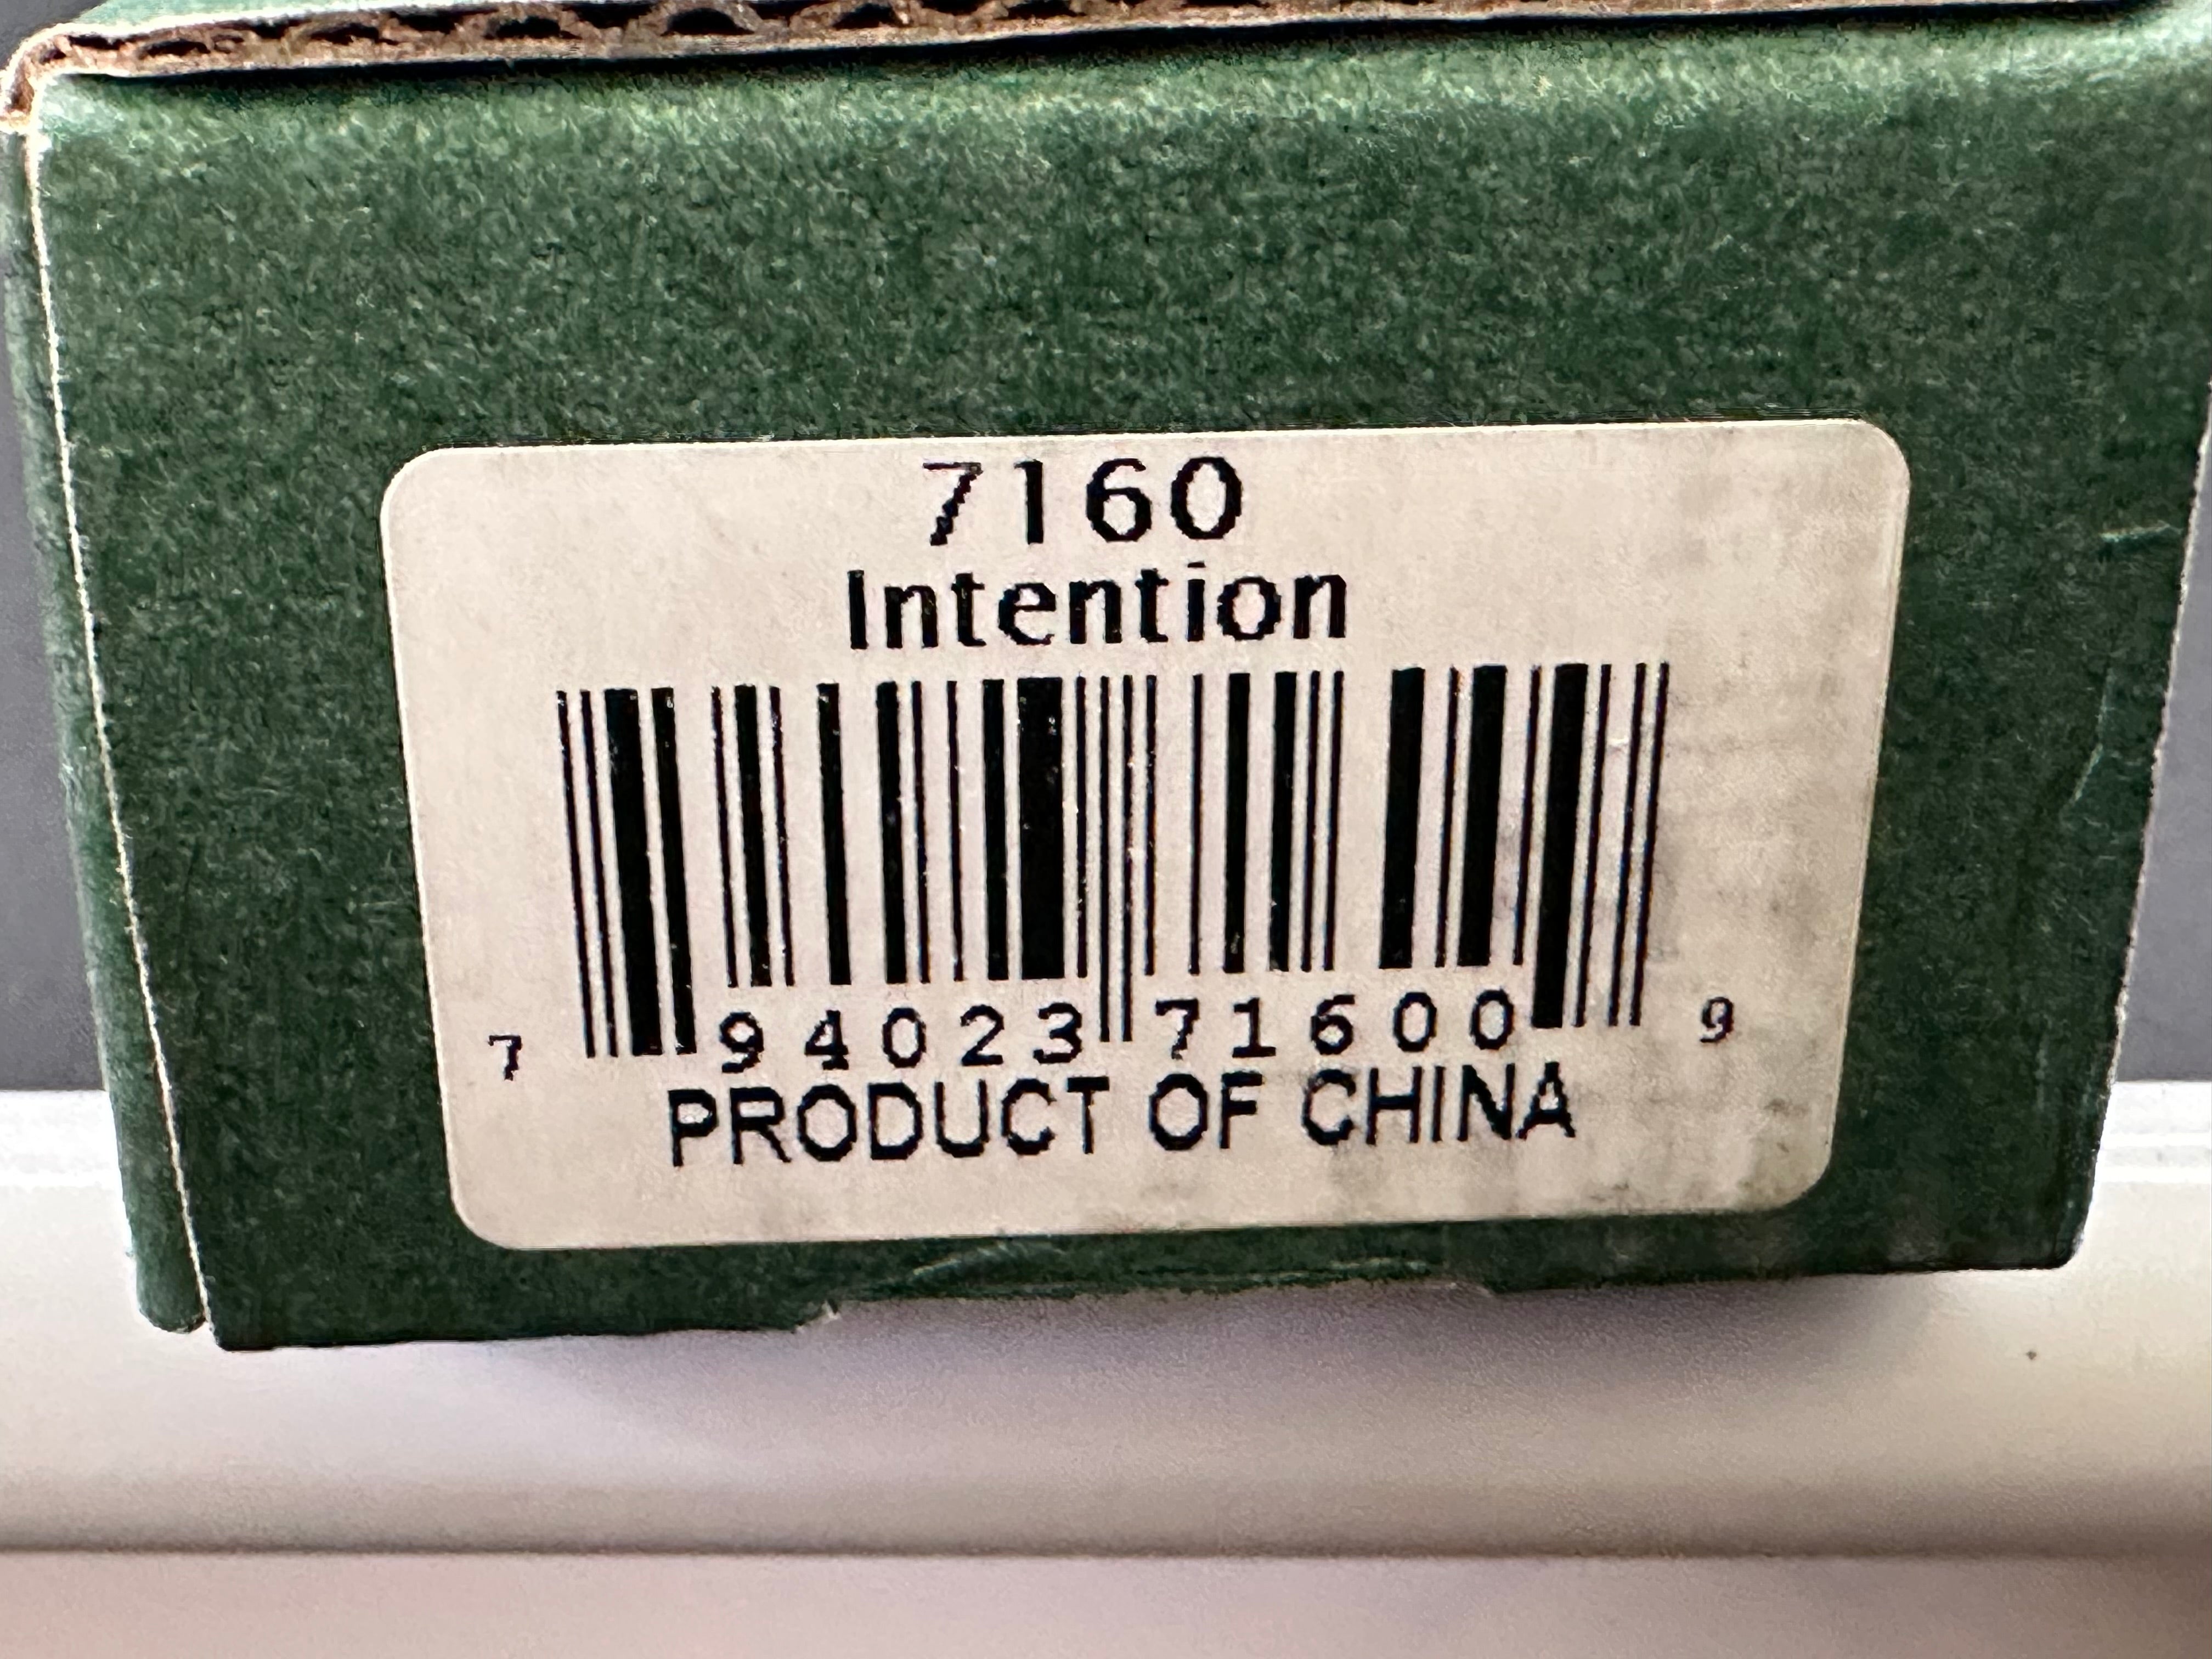 7160
Intention
7 94023 71600 9
PRODUCT OF CHINA